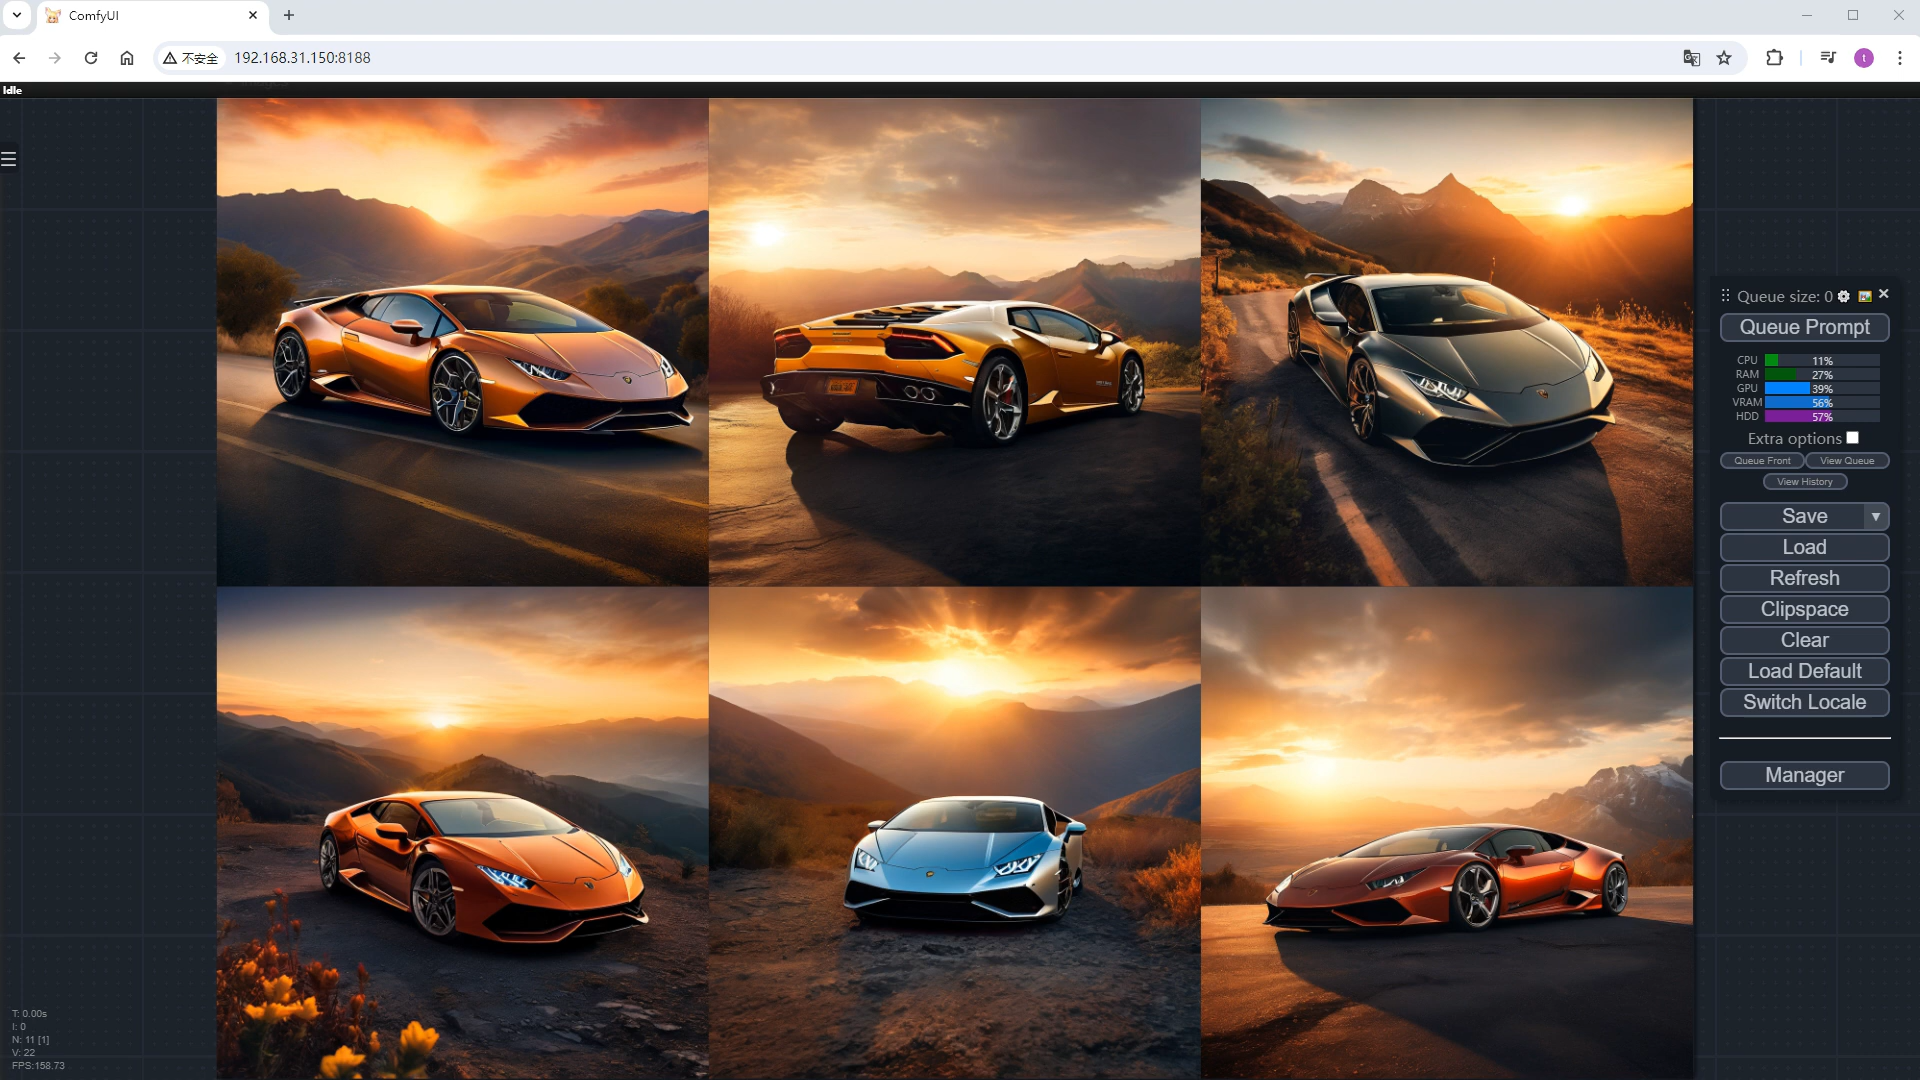 ComfyUI
不安全
192.168.31.150:8188
Idle
Queue size: 0
Queue Prompt
CPU 11%
RAM 27%
GPU 39%
VRAM 56%
HDD 57%
Extra options
Queue Front View Queue
View History
Save ▼
Load
Refresh
Clipspace
Clear
Load Default
Switch Locale
Manager
T: 0.00s
I: 0
N: 11 [1]
V: 22
FPS:158.73
t